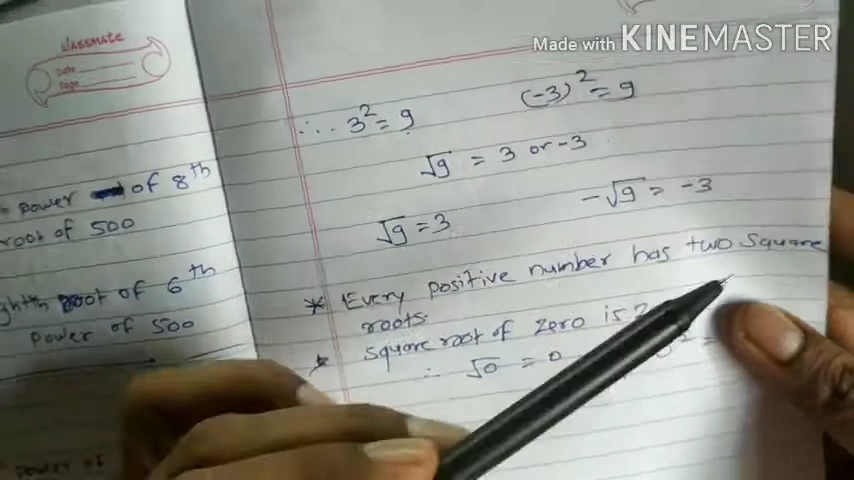 Made with KINEMASTER
CLASSMATE
Date
Page
power of 8th
root of 500
root of 6th
power of 500
power of
∴ 3² = 9
(-3)² = 9
√9 = 3 or -3
√9 = 3
-√9 = -3
* Every positive number has two square
roots.
* square root of zero is
∴ √0 = 0